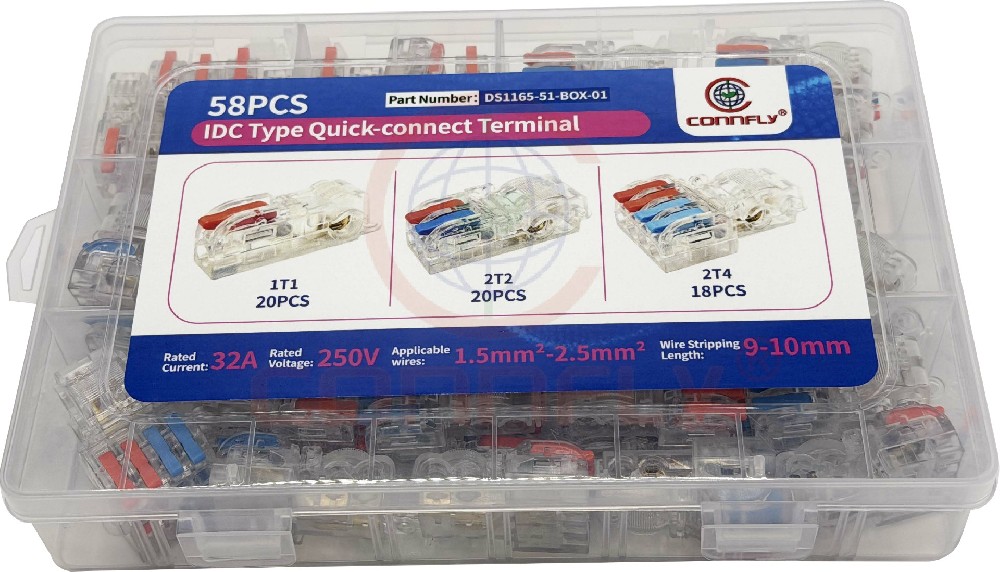 58PCS
Part Number: DS1165-51-BOX-01
IDC Type Quick-connect Terminal
CONNFLY®
1T1
20PCS
2T2
20PCS
2T4
18PCS
Rated Current: 32A
Rated Voltage: 250V
Applicable wires: 1.5mm²-2.5mm²
Wire Stripping Length: 9-10mm
CONNFLY®